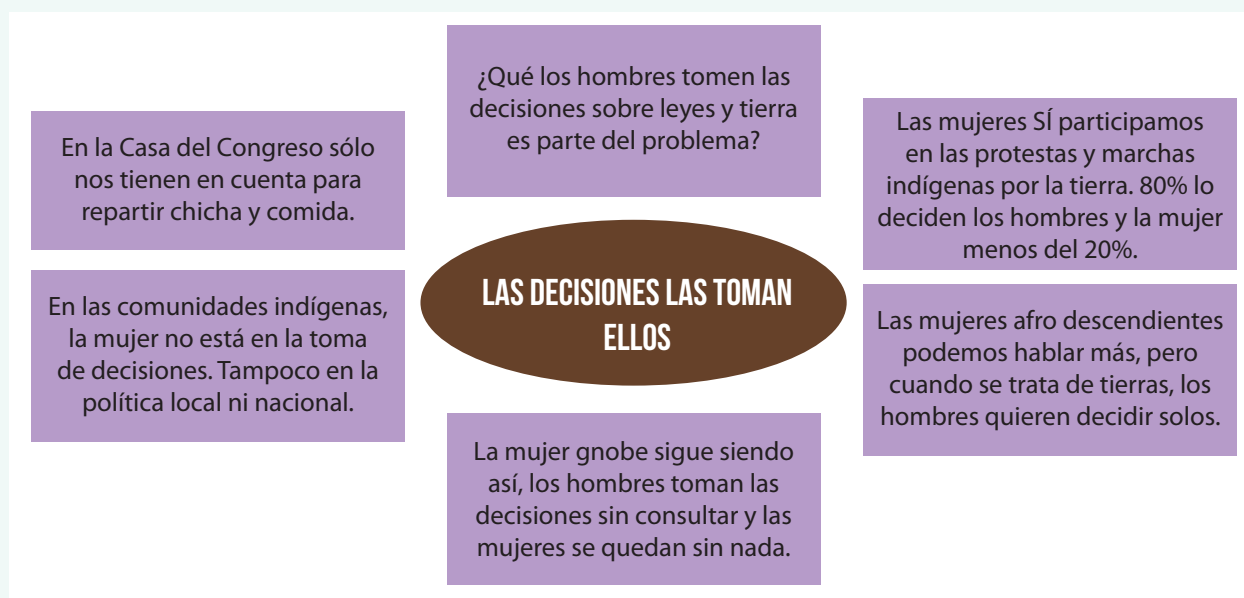 ¿Qué los hombres tomen las
decisiones sobre leyes y tierra
es parte del problema?
En la Casa del Congreso sólo
nos tienen en cuenta para
repartir chicha y comida.
Las mujeres SÍ participamos
en las protestas y marchas
indígenas por la tierra. 80% lo
deciden los hombres y la mujer
menos del 20%.
En las comunidades indígenas,
la mujer no está en la toma
de decisiones. Tampoco en la
política local ni nacional.
LAS DECISIONES LAS TOMAN
ELLOS
Las mujeres afro descendientes
podemos hablar más, pero
cuando se trata de tierras, los
hombres quieren decidir solos.
La mujer gnobe sigue siendo
así, los hombres toman las
decisiones sin consultar y las
mujeres se quedan sin nada.